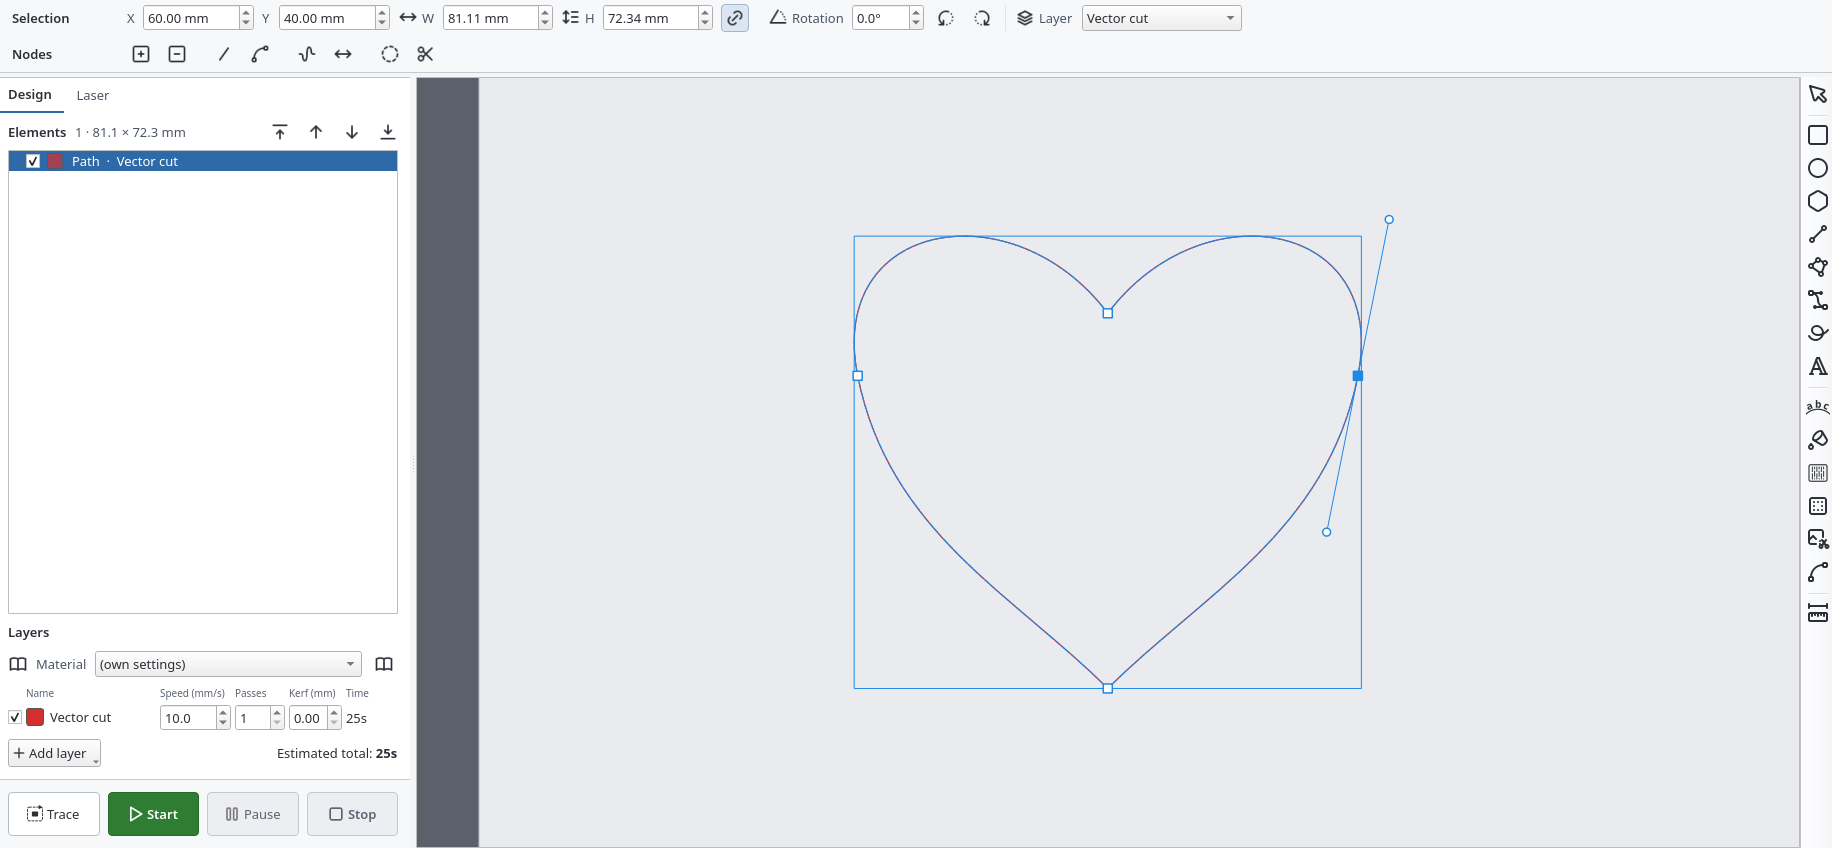 Selection X 60.00 mm Y 40.00 mm W 81.11 mm H 72.34 mm Rotation 0.0° Layer Vector cut
Nodes
Design Laser
Elements 1 · 81.1 × 72.3 mm
Path · Vector cut
Layers
Material (own settings)
Name Speed (mm/s) Passes Kerf (mm) Time
Vector cut 10.0 1 0.00 25s
Add layer Estimated total: 25s
Trace Start Pause Stop
A
abc